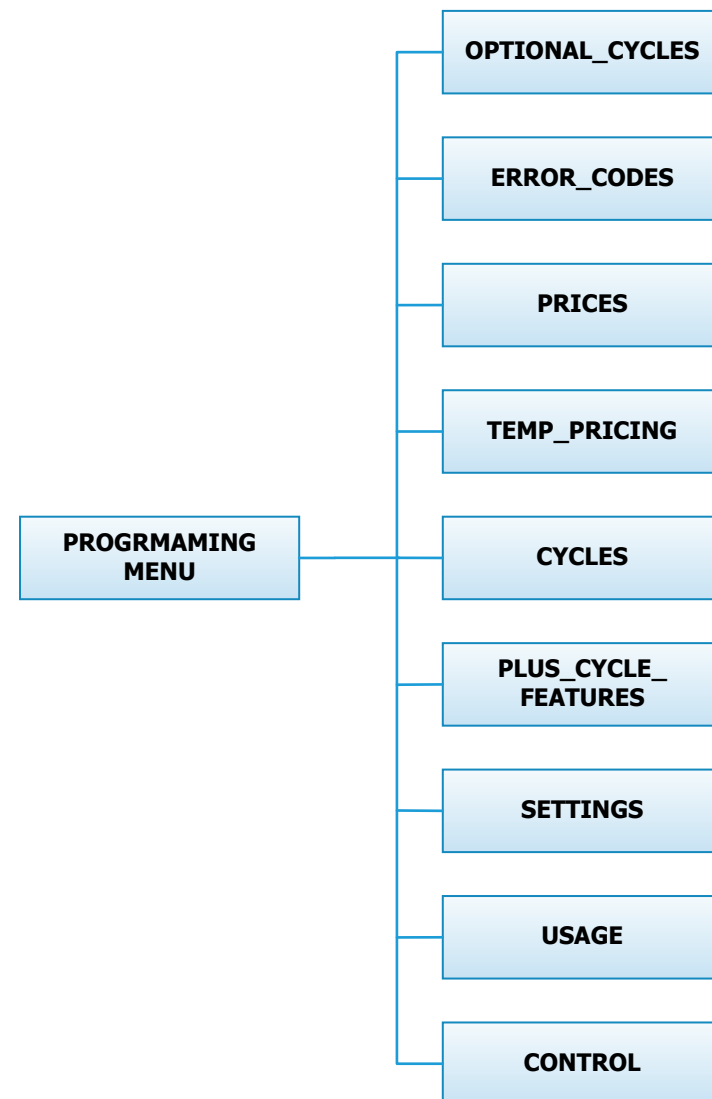 OPTIONAL_CYCLES
ERROR_CODES
PRICES
TEMP_PRICING
PROGRMAMING
MENU
CYCLES
PLUS_CYCLE_
FEATURES
SETTINGS
USAGE
CONTROL